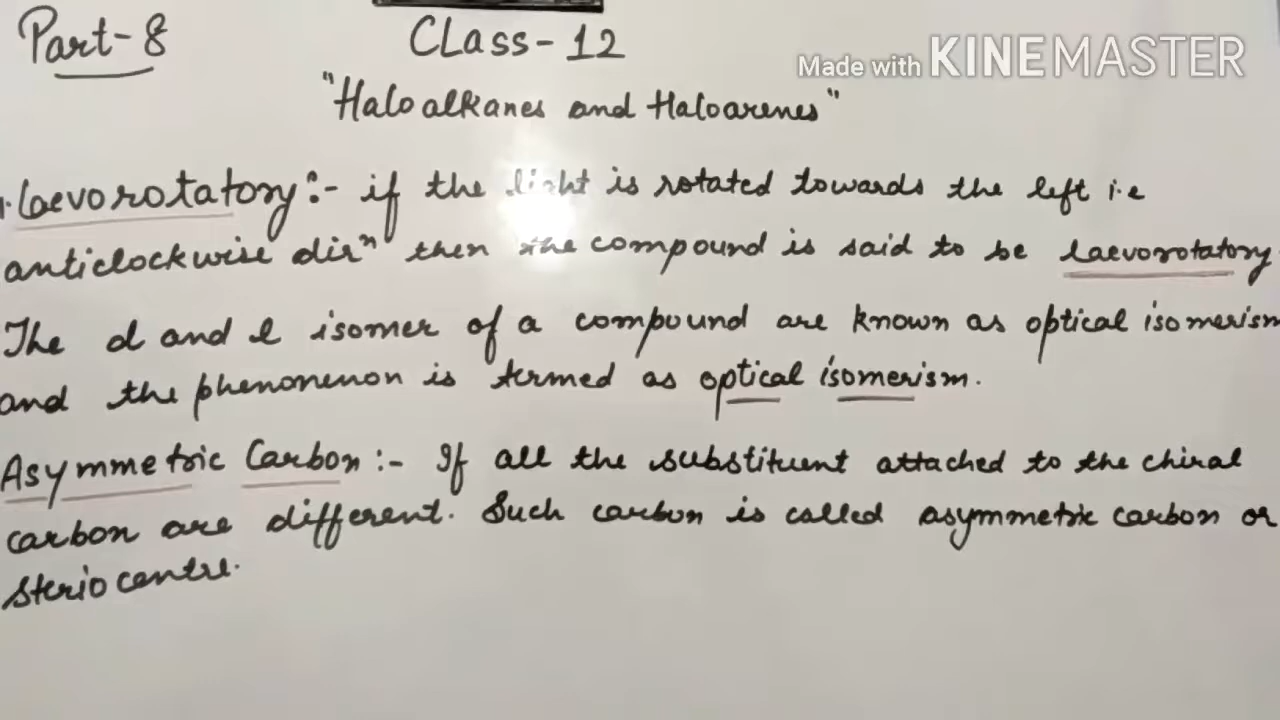 Part-8
CLass-12
Made with KINEMASTER
"Haloalkanes and Haloarenes"
1. Laevorotatory:- if the light is rotated towards the left i.e
anticlockwise dirⁿ then the compound is said to be laevorotatory
The d and l isomer of a compound are known as optical isomerism
and the phenonenon is termed as optical isomerism.
Asymmetric Carbon:- If all the substituent attached to the chiral
carbon are different. Such carbon is called asymmetric carbon or
steriocentre.